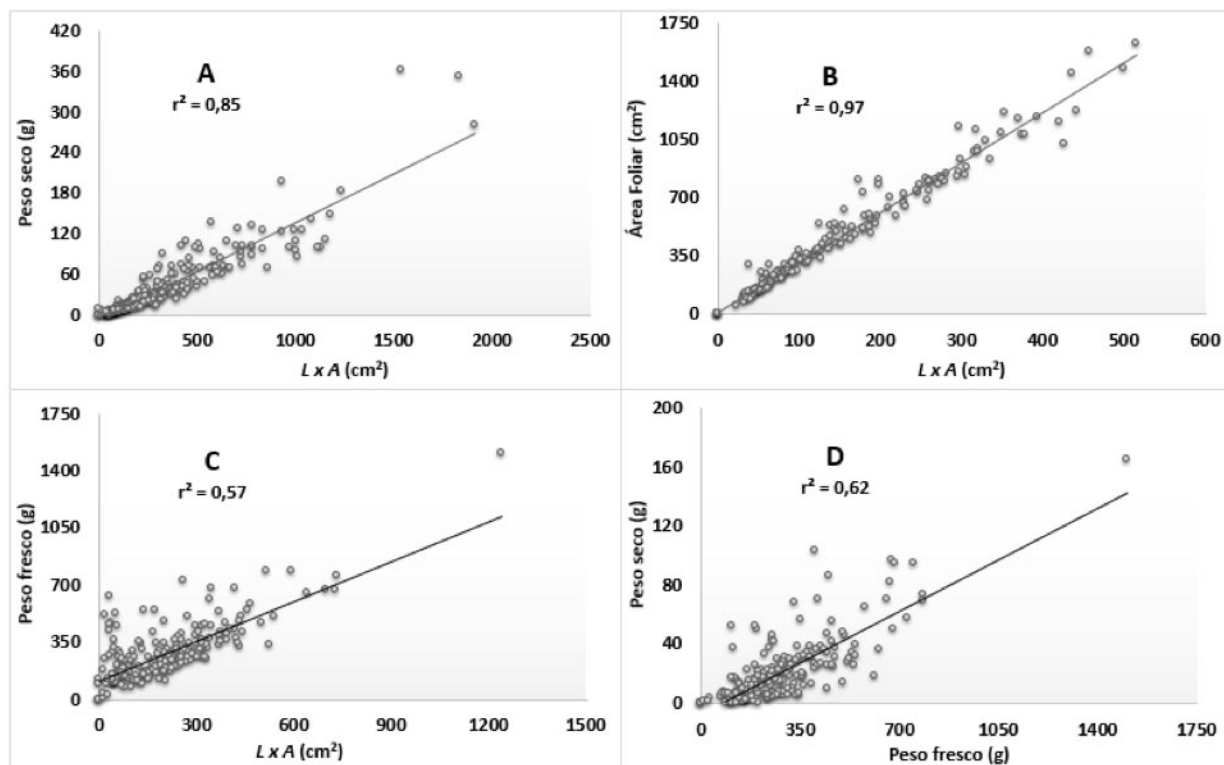 420
360
300
240
180
120
60
0
Peso seco (g)
A
r² = 0,85
0 500 1000 1500 2000 2500
L x A (cm²)
1750
1400
1050
700
350
0
Área Foliar (cm²)
B
r² = 0,97
0 100 200 300 400 500 600
L x A (cm²)
1750
1400
1050
700
350
0
Peso fresco (g)
C
r² = 0,57
0 300 600 900 1200 1500
L x A (cm²)
200
160
120
80
40
0
Peso seco (g)
D
r² = 0,62
0 350 700 1050 1400 1750
Peso fresco (g)